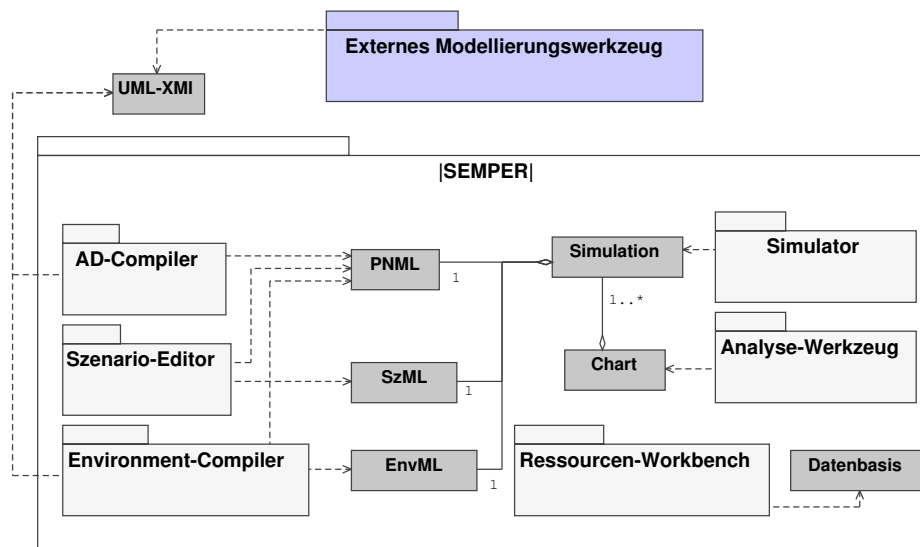 Externes Modellierungswerkzeug
UML-XMI
|SEMPER|
AD-Compiler
PNML
1
Simulation
Simulator
1..*
Szenario-Editor
SzML
1
Chart
Analyse-Werkzeug
Environment-Compiler
EnvML
1
Ressourcen-Workbench
Datenbasis